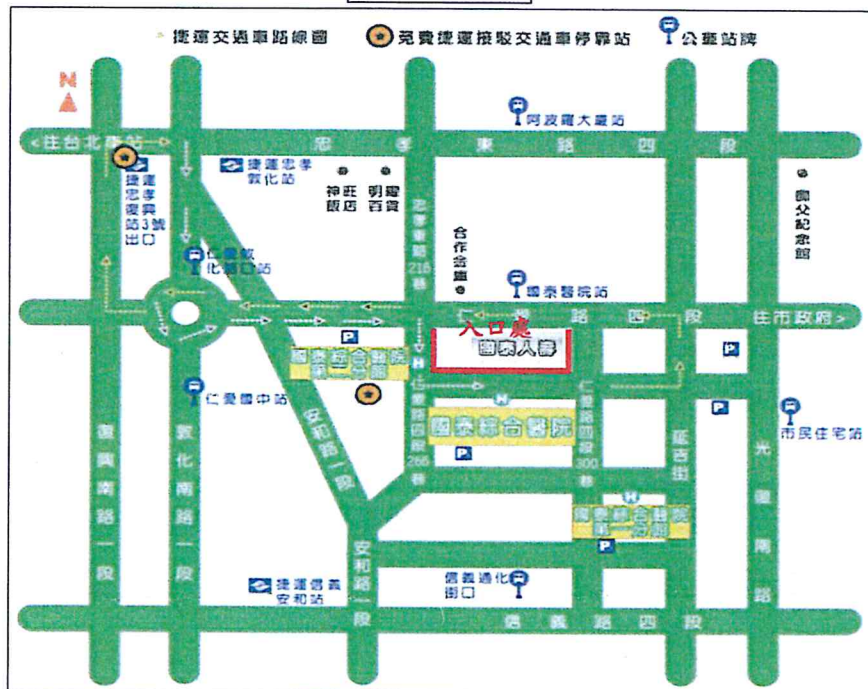 捷運交通車路線圖
免費捷運接駁交通車停靠站
公車站牌
N
阿波羅大廈站
<往台北車站
忠孝東路四段
捷運忠孝復興站3號出口
捷運忠孝
敦化站
神旺
飯店
明曜
百貨
忠孝東路216巷
合作金庫
國父紀念館
仁愛敦
化路口站
國泰醫院站
仁愛路四段
往市政府>
入口處
國泰人壽
P
國泰綜合醫院
第二分館
H
P
仁愛國中站
仁愛路四段266巷
H
仁愛路四段300巷
P
市民住宅站
國泰綜合醫院
P
安和路一段
延吉街
H
國泰綜合醫院
第一分館
P
復興南路一段
敦化南路一段
光復南路
安和路一段
捷運信義
安和站
信義通化
街口
信義路四段